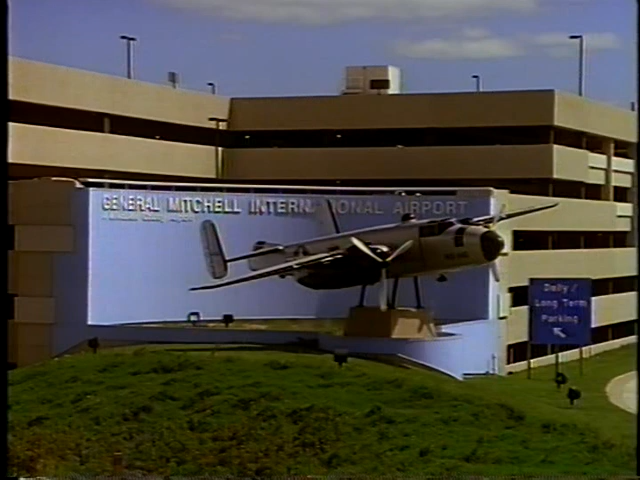 GENERAL MITCHELL INTERNATIONAL AIRPORT
Daily/
Long Term
Parking